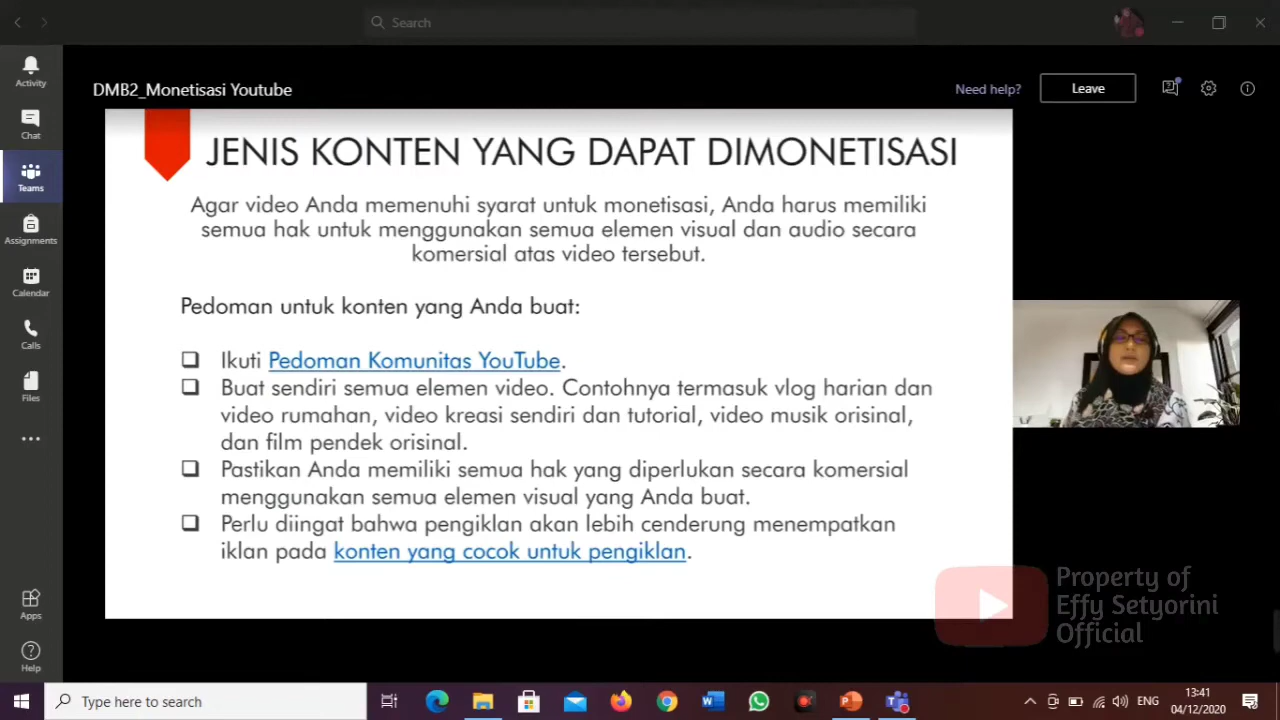 Search
Activity
Chat
Teams
Assignments
Calendar
Calls
Files
Apps
Help
DMB2_Monetisasi Youtube
Need help?
Leave
JENIS KONTEN YANG DAPAT DIMONETISASI
Agar video Anda memenuhi syarat untuk monetisasi, Anda harus memiliki
semua hak untuk menggunakan semua elemen visual dan audio secara
komersial atas video tersebut.
Pedoman untuk konten yang Anda buat:
Ikuti Pedoman Komunitas YouTube.
Buat sendiri semua elemen video. Contohnya termasuk vlog harian dan
video rumahan, video kreasi sendiri dan tutorial, video musik orisinal,
dan film pendek orisinal.
Pastikan Anda memiliki semua hak yang diperlukan secara komersial
menggunakan semua elemen visual yang Anda buat.
Perlu diingat bahwa pengiklan akan lebih cenderung menempatkan
iklan pada konten yang cocok untuk pengiklan.
Property of
Effy Setyorini
Official
Type here to search
ENG
13:41
04/12/2020